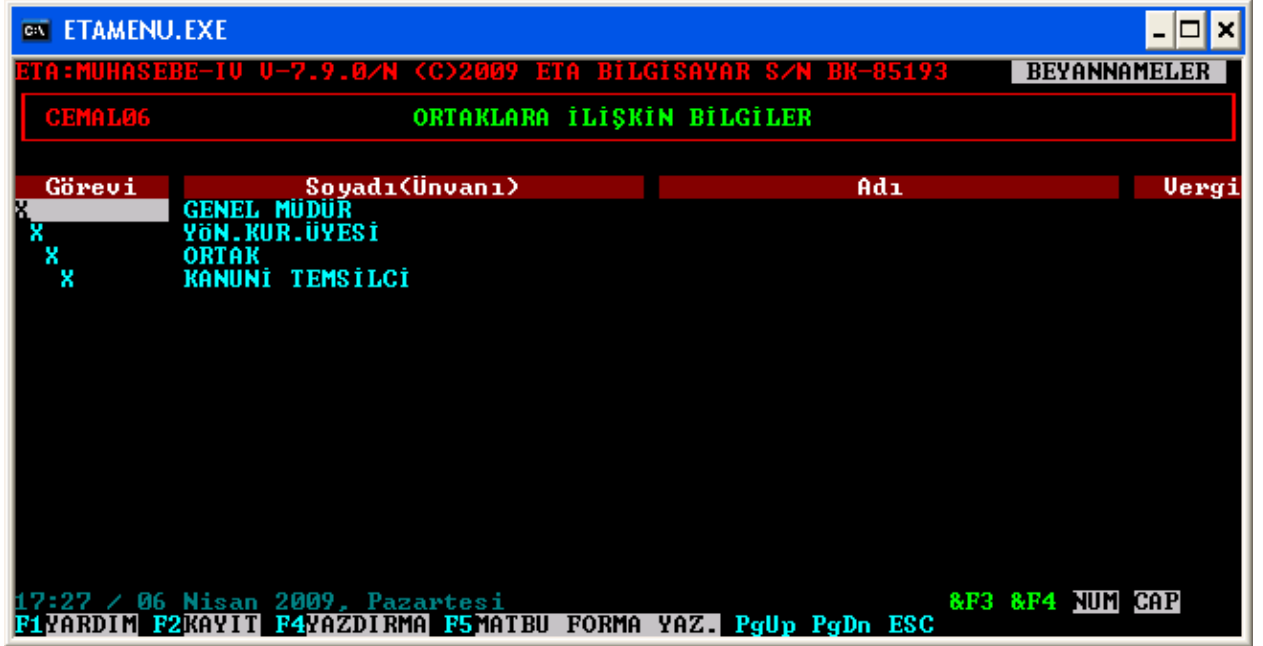 ETAMENU.EXE
ETA:MUHASEBE-IV V-7.9.0/N (C)2009 ETA BİLGİSAYAR S/N BK-85193 BEYANNAMELER
CEMAL06 ORTAKLARA İLİŞKİN BİLGİLER
Görevi Soyadı(Ünvanı) Adı Vergi
X GENEL MÜDÜR
X YöN.KUR.ÜYESİ
X ORTAK
X KANUNİ TEMSİLCİ
17:27 / 06 Nisan 2009, Pazartesi &F3 &F4 NUM CAP
F1YARDIM F2KAYIT F4YAZDIRMA F5MATBU FORMA YAZ. PgUp PgDn ESC